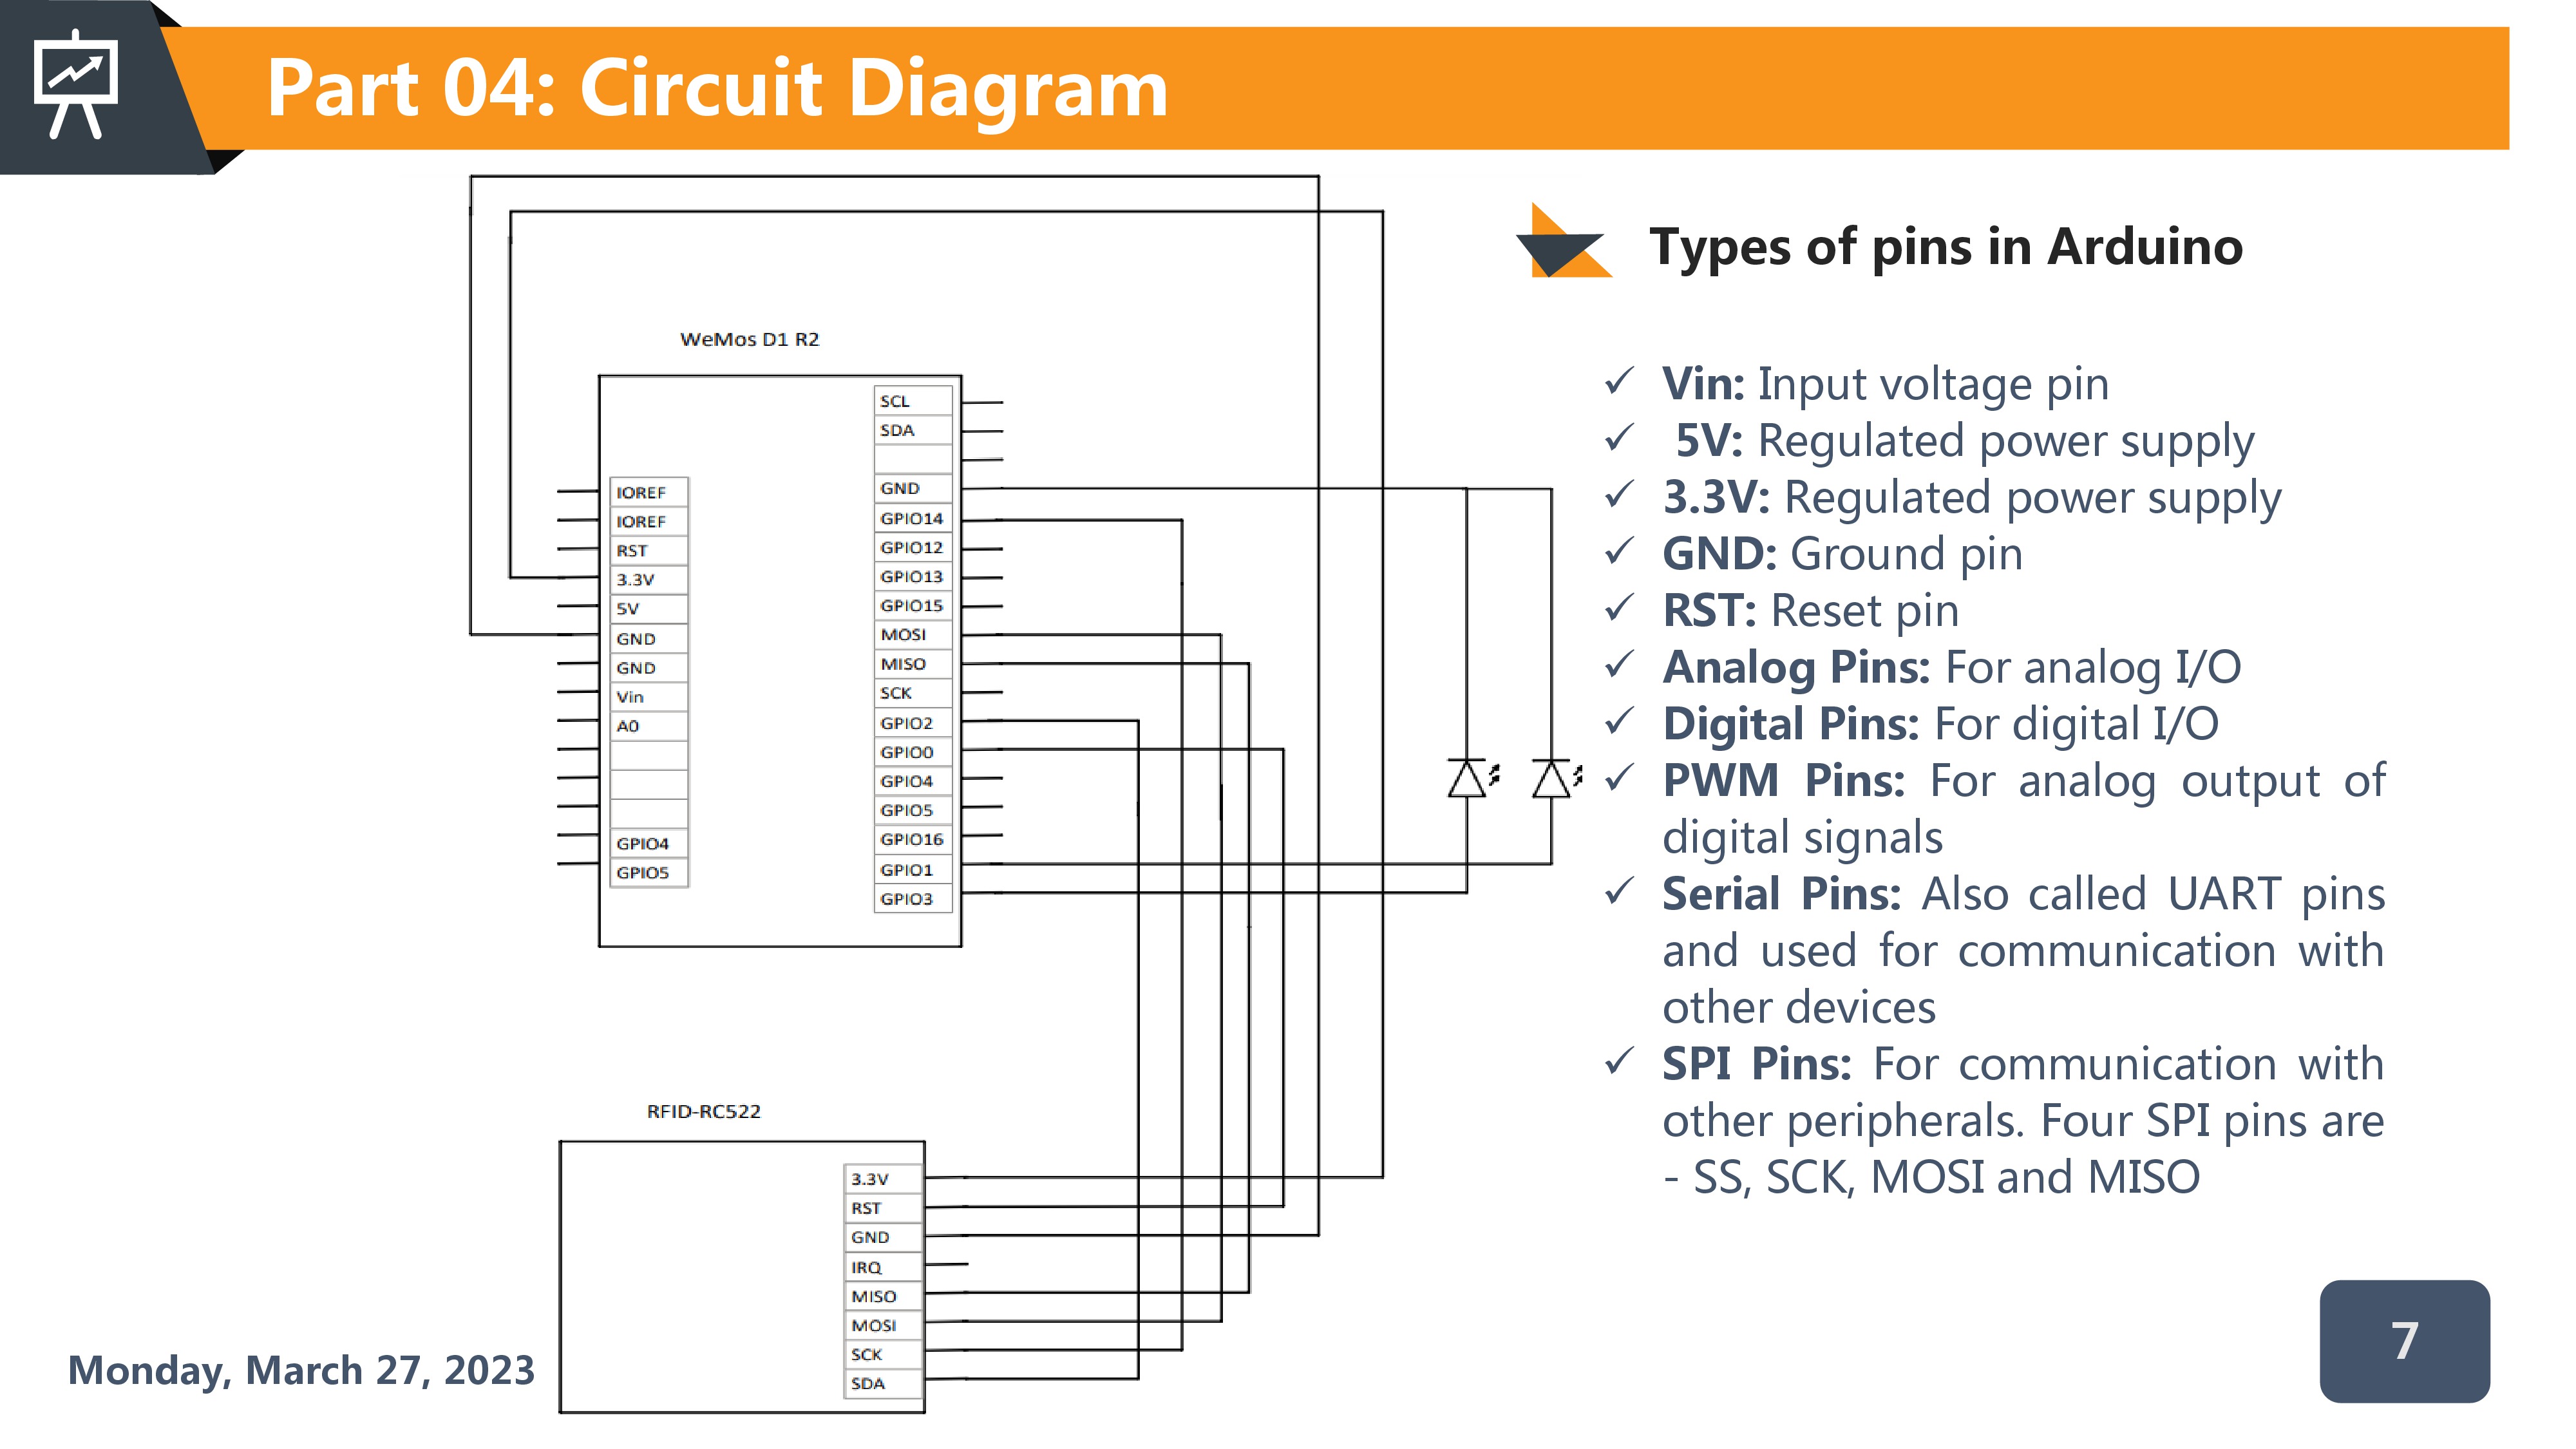 Part 04: Circuit Diagram
WeMos D1 R2
IOREF
IOREF
RST
3.3V
5V
GND
GND
Vin
A0
GPIO4
GPIO5
SCL
SDA
GND
GPIO14
GPIO12
GPIO13
GPIO15
MOSI
MISO
SCK
GPIO2
GPIO0
GPIO4
GPIO5
GPIO16
GPIO1
GPIO3
RFID-RC522
3.3V
RST
GND
IRQ
MISO
MOSI
SCK
SDA
Types of pins in Arduino
✓ Vin: Input voltage pin
✓ 5V: Regulated power supply
✓ 3.3V: Regulated power supply
✓ GND: Ground pin
✓ RST: Reset pin
✓ Analog Pins: For analog I/O
✓ Digital Pins: For digital I/O
✓ PWM Pins: For analog output of
digital signals
✓ Serial Pins: Also called UART pins
and used for communication with
other devices
✓ SPI Pins: For communication with
other peripherals. Four SPI pins are
- SS, SCK, MOSI and MISO
Monday, March 27, 2023
7